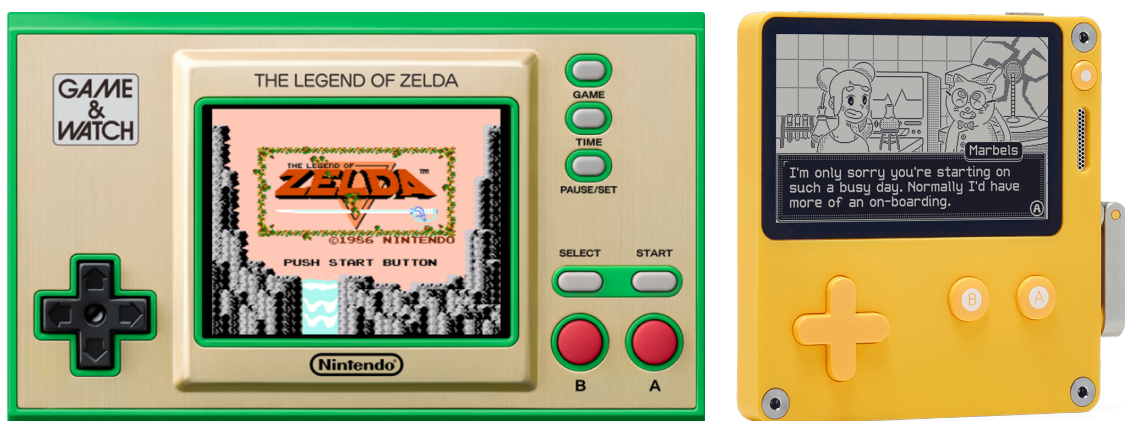 GAME
&
WATCH
THE LEGEND OF ZELDA
THE LEGEND OF
ZELDA™
©1986 NINTENDO
PUSH START BUTTON
Nintendo®
GAME
TIME
PAUSE/SET
SELECT START
B A
Marbels
I'm only sorry you're starting on
such a busy day. Normally I'd have
more of an on-boarding.
Ⓐ
B A